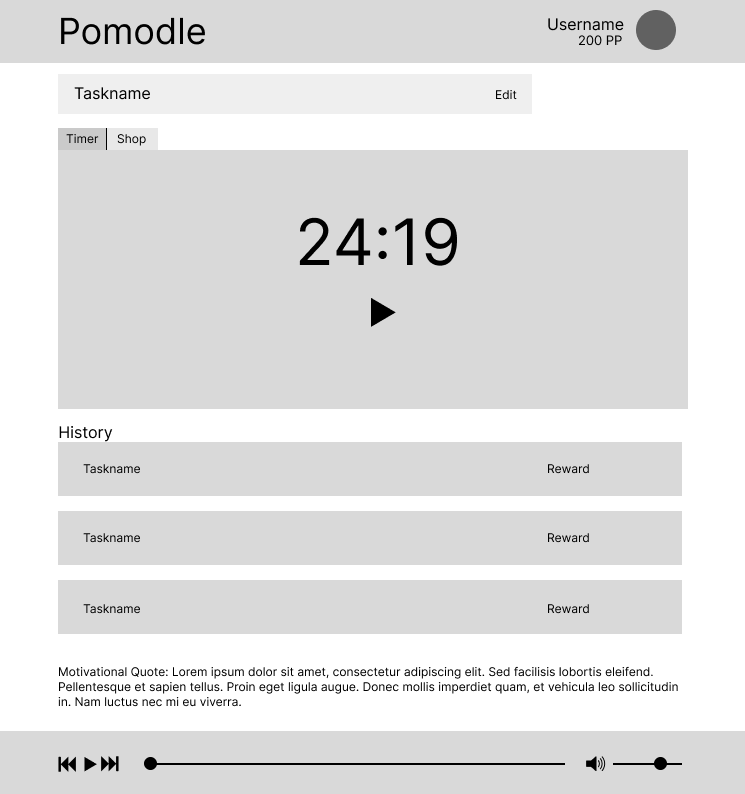 Pomodle
Username
200 PP
Taskname
Edit
Timer
Shop
24:19
History
Taskname
Reward
Taskname
Reward
Taskname
Reward
Motivational Quote: Lorem ipsum dolor sit amet, consectetur adipiscing elit. Sed facilisis lobortis eleifend.
Pellentesque et sapien tellus. Proin eget ligula augue. Donec mollis imperdiet quam, et vehicula leo sollicitudin
in. Nam luctus nec mi eu viverra.